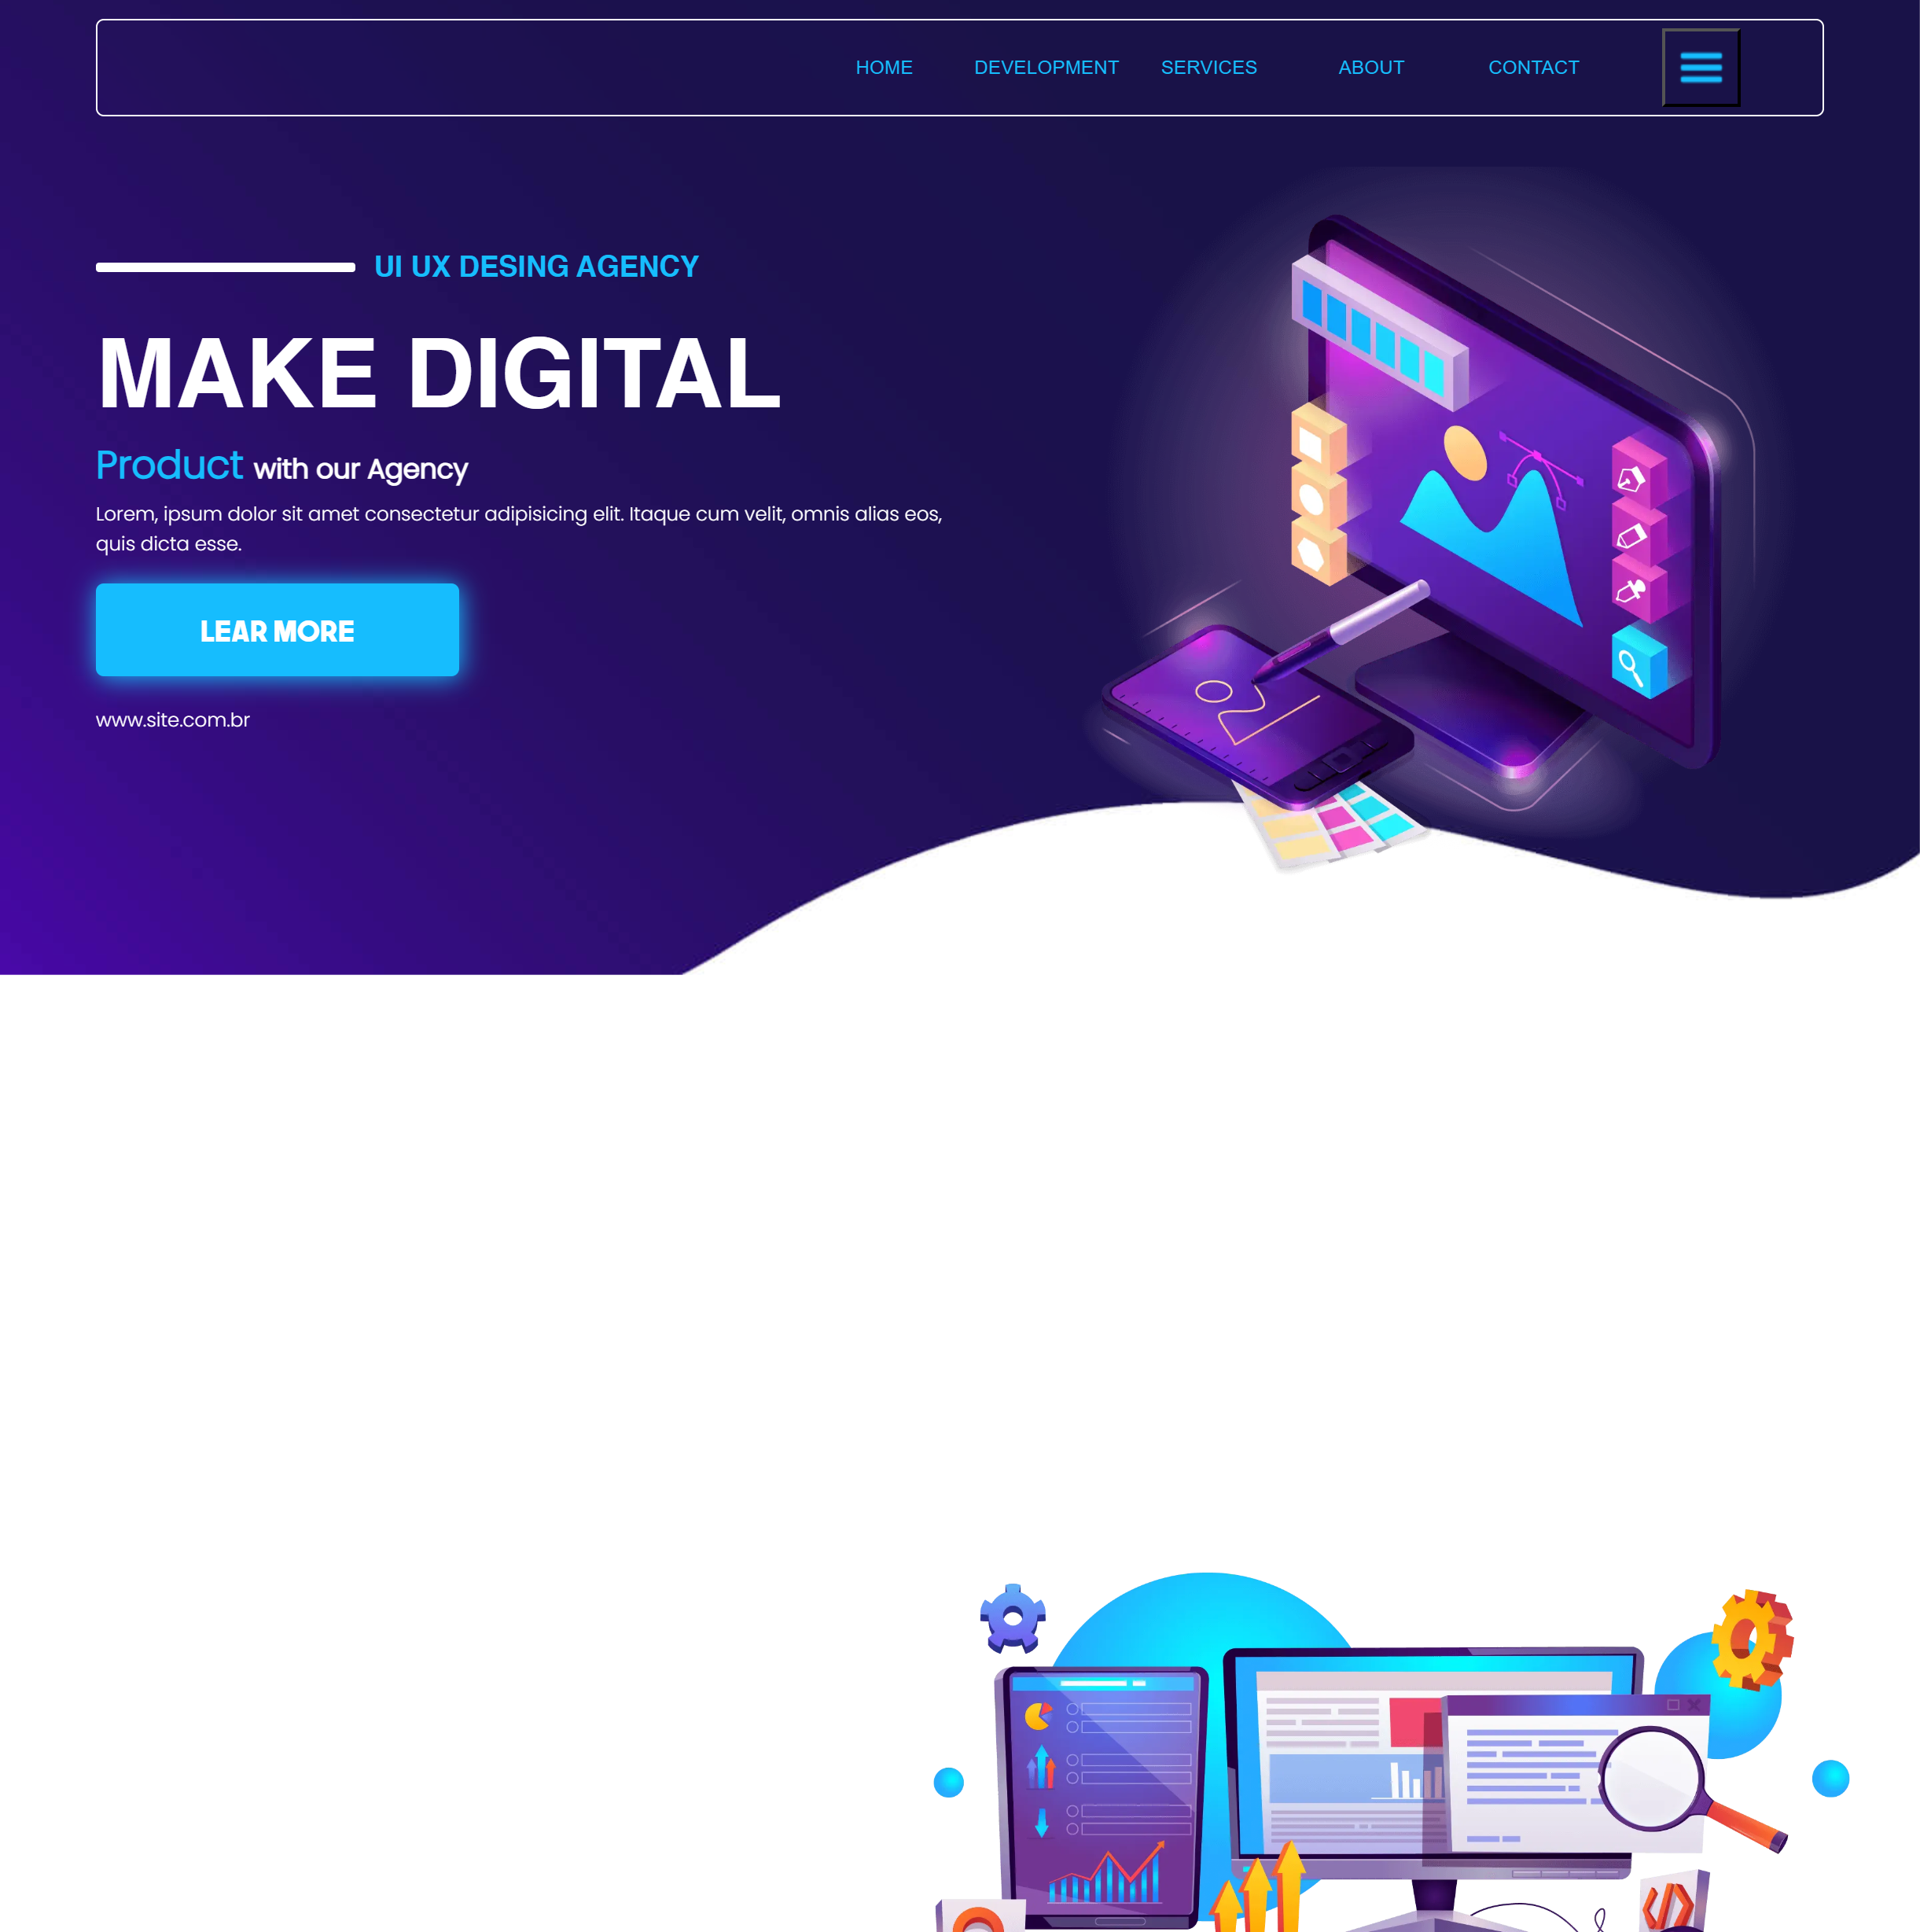 HOME DEVELOPMENT SERVICES ABOUT CONTACT
UI UX DESING AGENCY
MAKE DIGITAL
Product with our Agency
Lorem, ipsum dolor sit amet consectetur adipisicing elit. Itaque cum velit, omnis alias eos,
quis dicta esse.
LEAR MORE
www.site.com.br